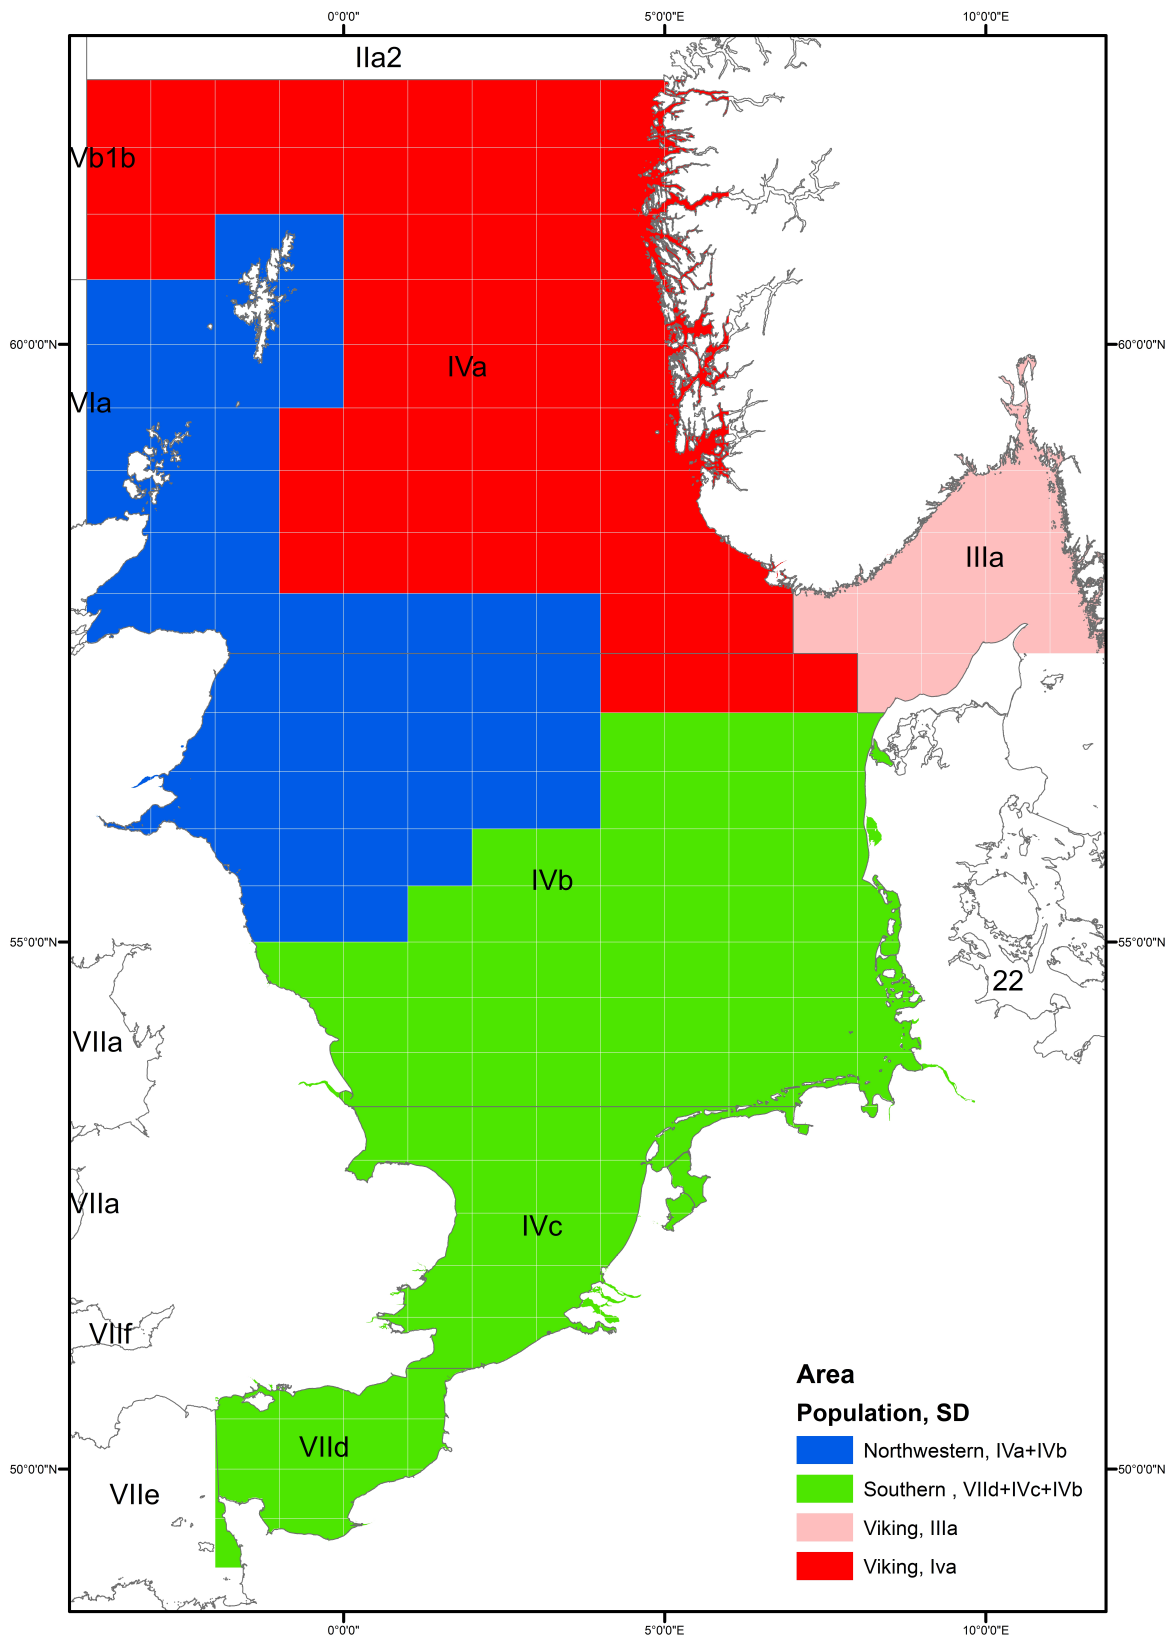 0°0'0" 5°0'0"E 10°0'0"E
IIa2
Vb1b
60°0'0"N 60°0'0"N
IVa
VIa
IIIa
IVb
55°0'0"N 55°0'0"N
22
VIIa
VIIa
IVc
VIIf
Area
Population, SD
VIId
Northwestern, IVa+IVb
50°0'0"N 50°0'0"N
VIIe
Southern , VIId+IVc+IVb
Viking, IIIa
Viking, Iva
0°0'0" 5°0'0"E 10°0'0"E